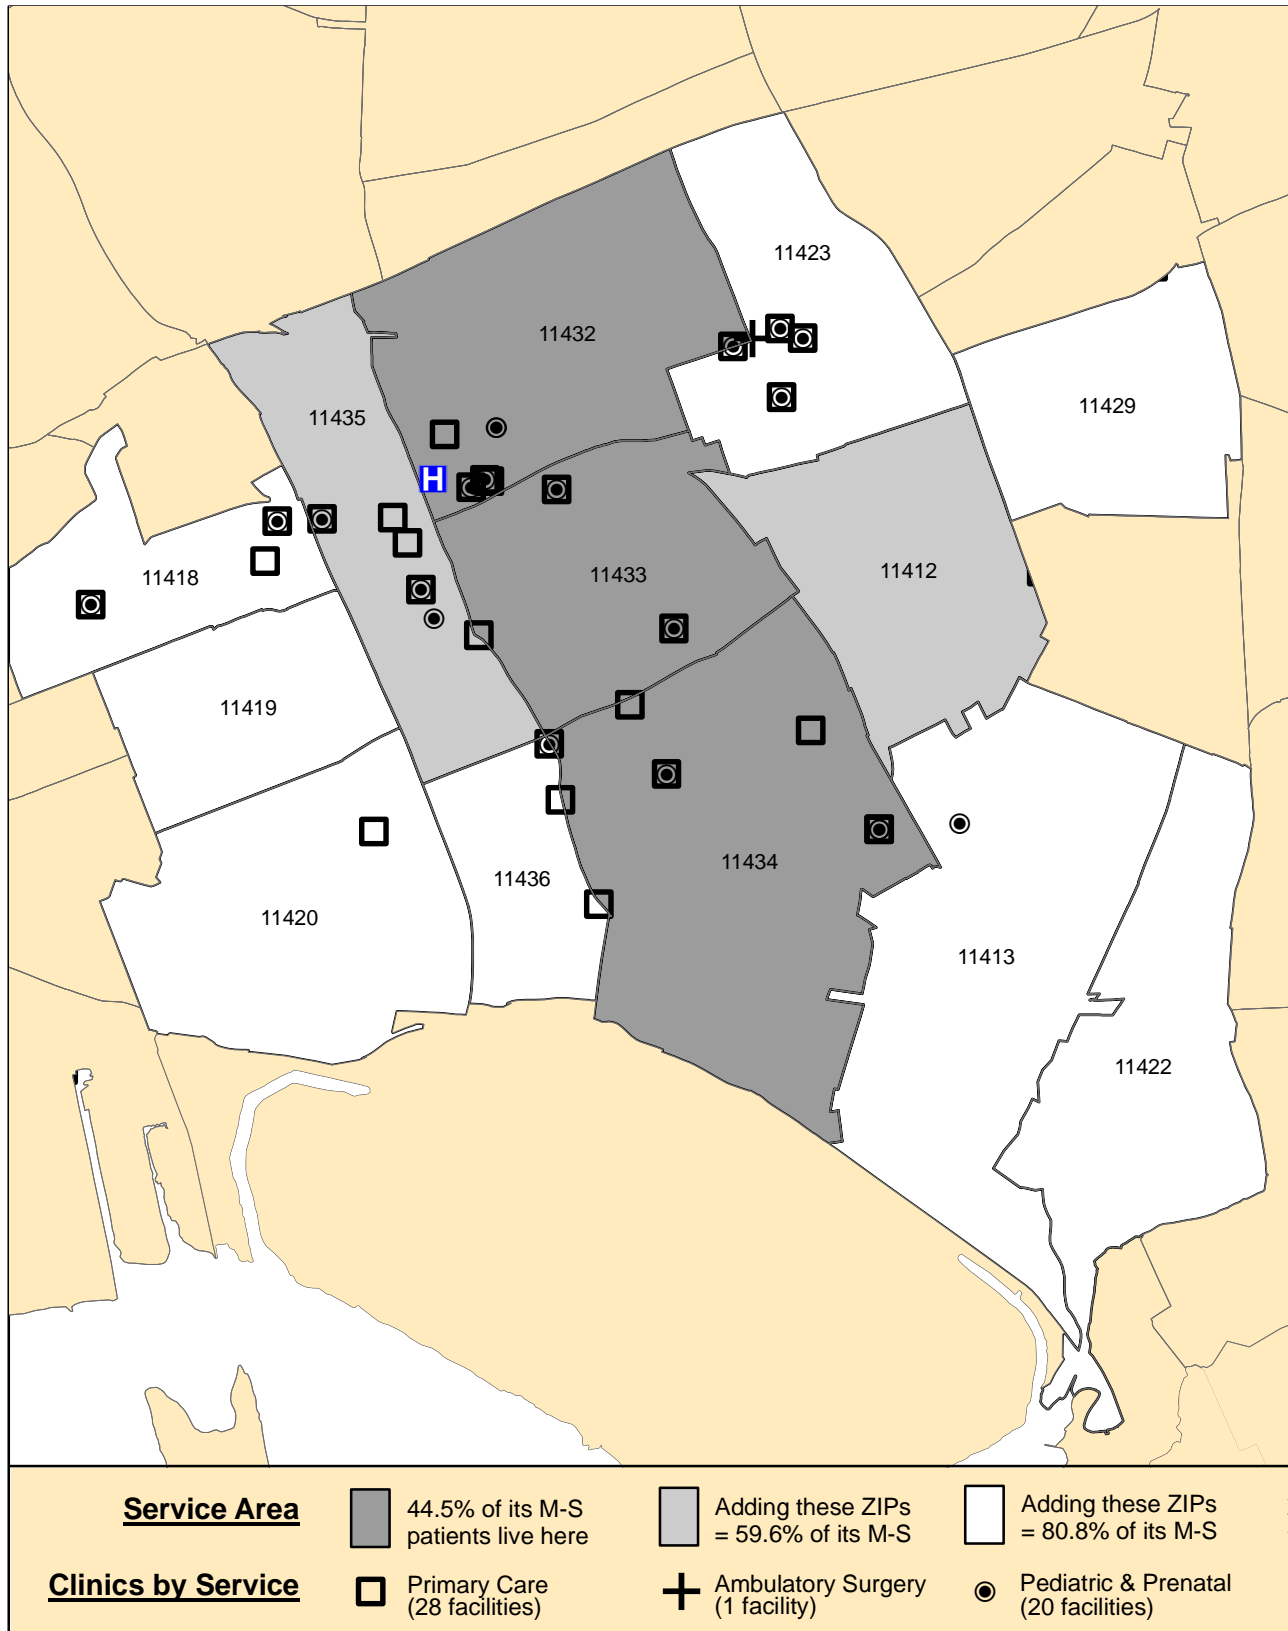 11423
11432
11429
11435
H
11433
11412
11418
11419
11434
11436
11420
11413
11422
Service Area
44.5% of its M-S
patients live here
Adding these ZIPs
= 59.6% of its M-S
Adding these ZIPs
= 80.8% of its M-S
Clinics by Service
Primary Care
(28 facilities)
Ambulatory Surgery
(1 facility)
Pediatric & Prenatal
(20 facilities)